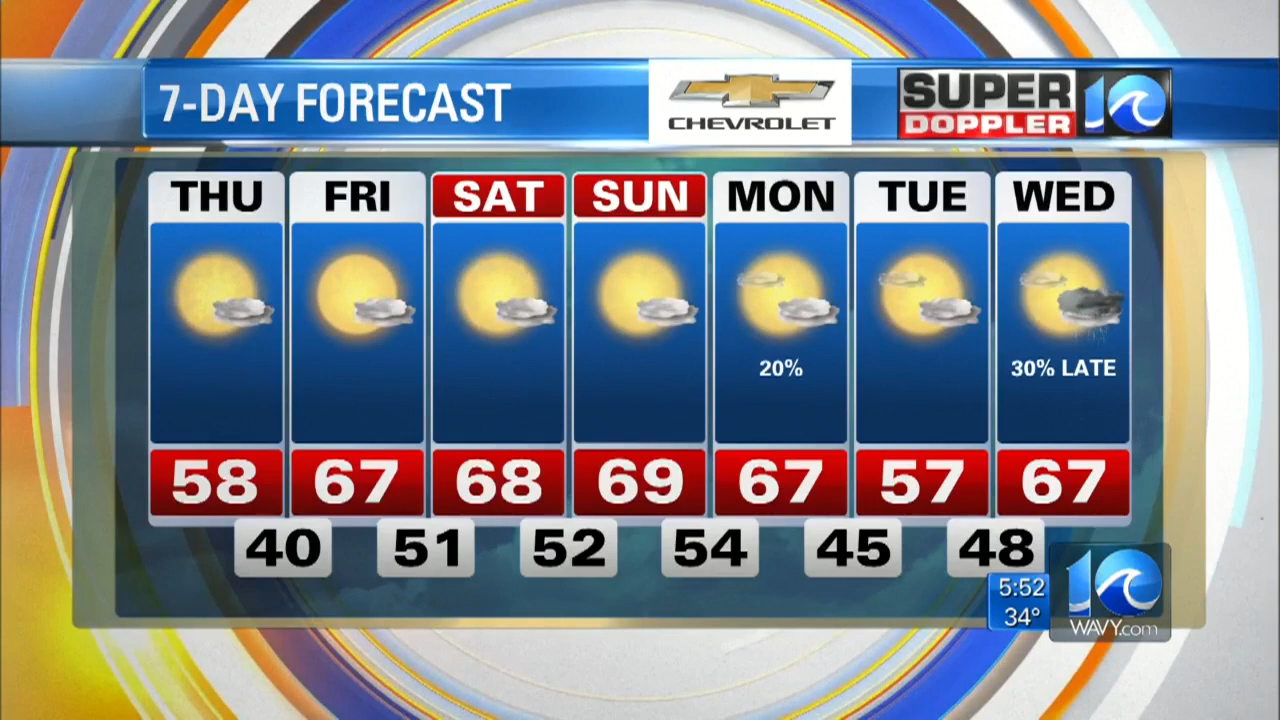 7-DAY FORECAST
CHEVROLET
SUPER
DOPPLER
10
THU FRI SAT SUN MON TUE WED
20% 30% LATE
58 67 68 69 67 57 67
40 51 52 54 45 48
5:52
34°
10
WAVY.com